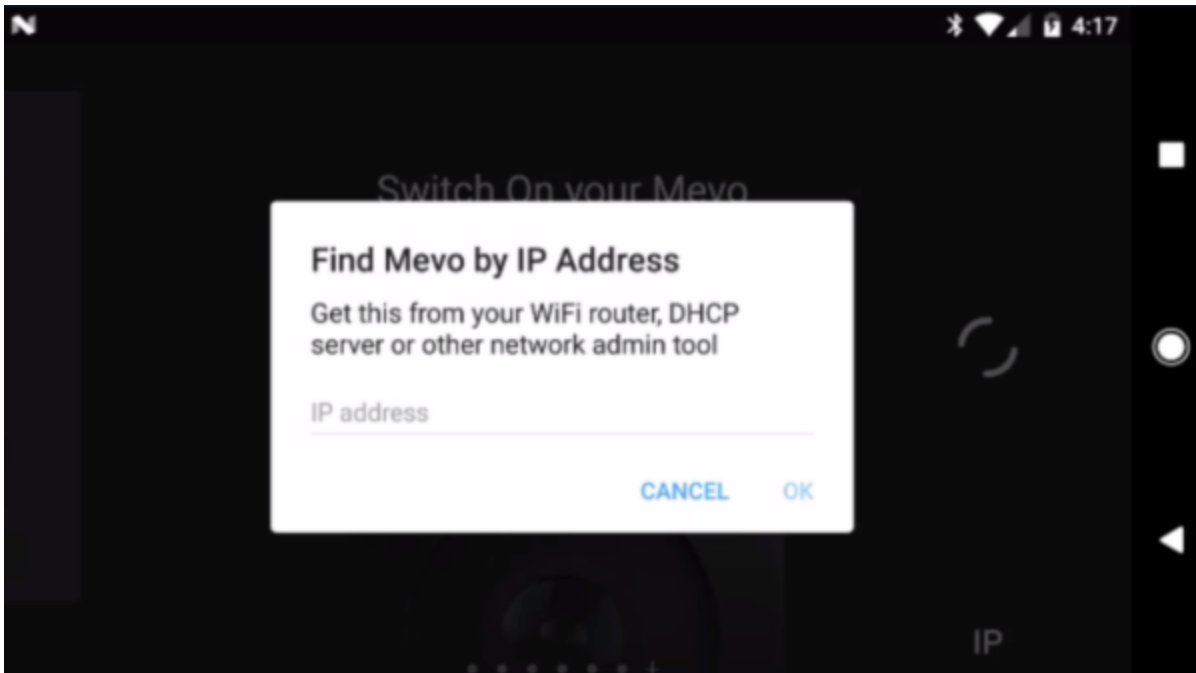 4:17
Switch On your Mevo
Find Mevo by IP Address
Get this from your WiFi router, DHCP
server or other network admin tool
IP address
CANCEL OK
IP